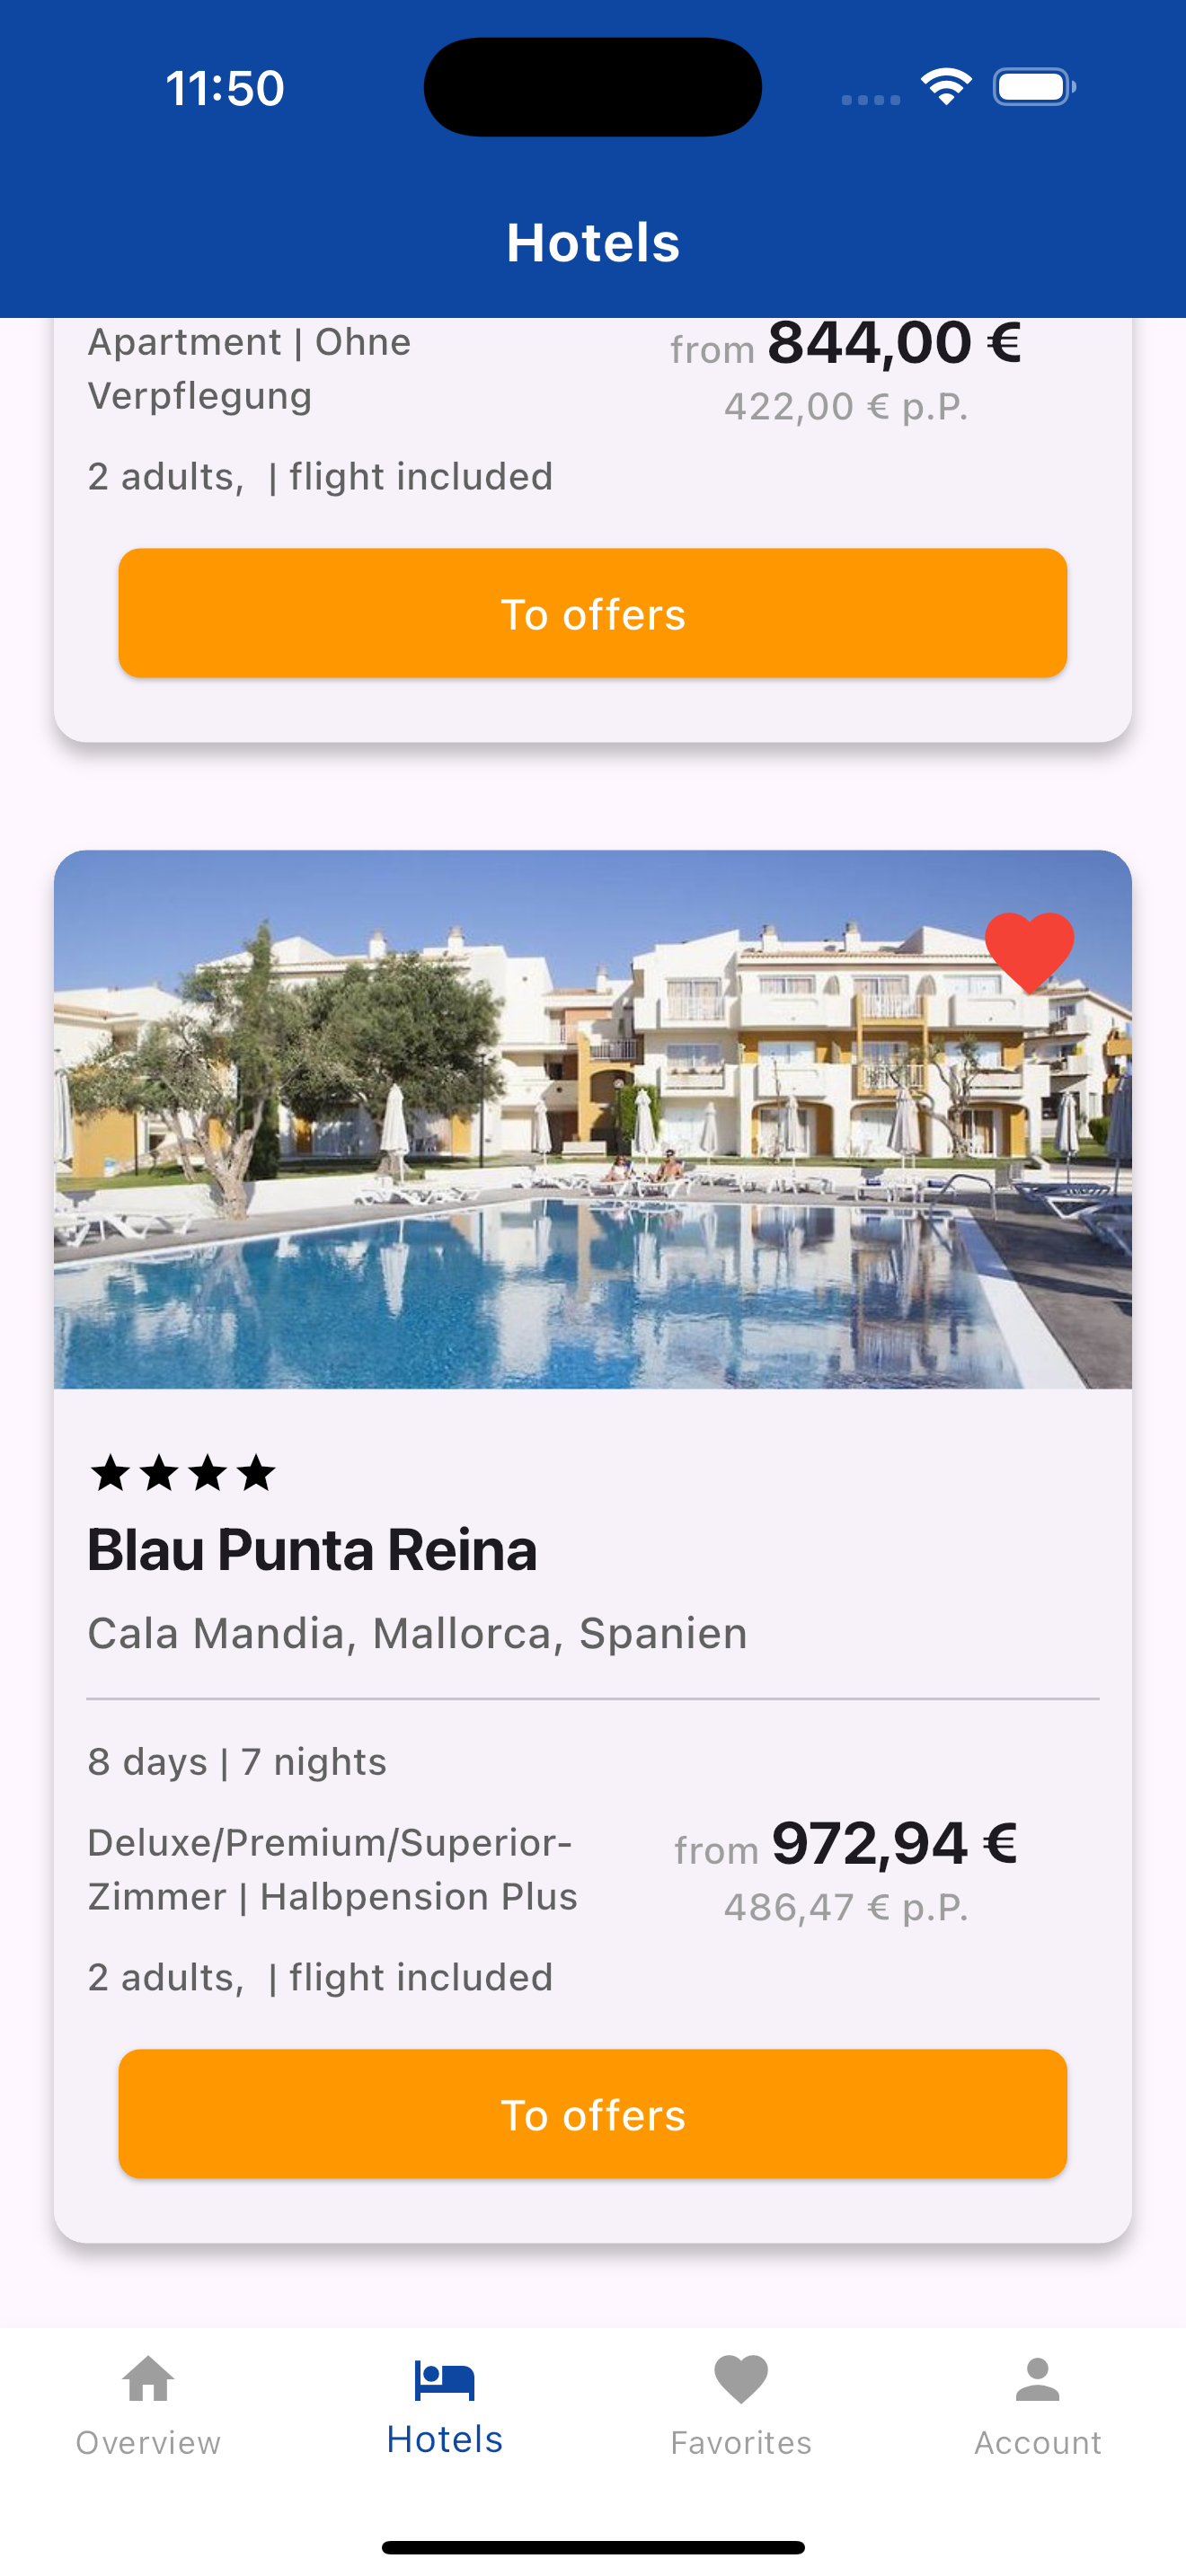 11:50
Hotels
Apartment | Ohne
Verpflegung
from 844,00 €
422,00 € p.P.
2 adults,  | flight included
To offers
Blau Punta Reina
Cala Mandia, Mallorca, Spanien
8 days | 7 nights
Deluxe/Premium/Superior-
Zimmer | Halbpension Plus
from 972,94 €
486,47 € p.P.
2 adults,  | flight included
To offers
Overview
Hotels
Favorites
Account